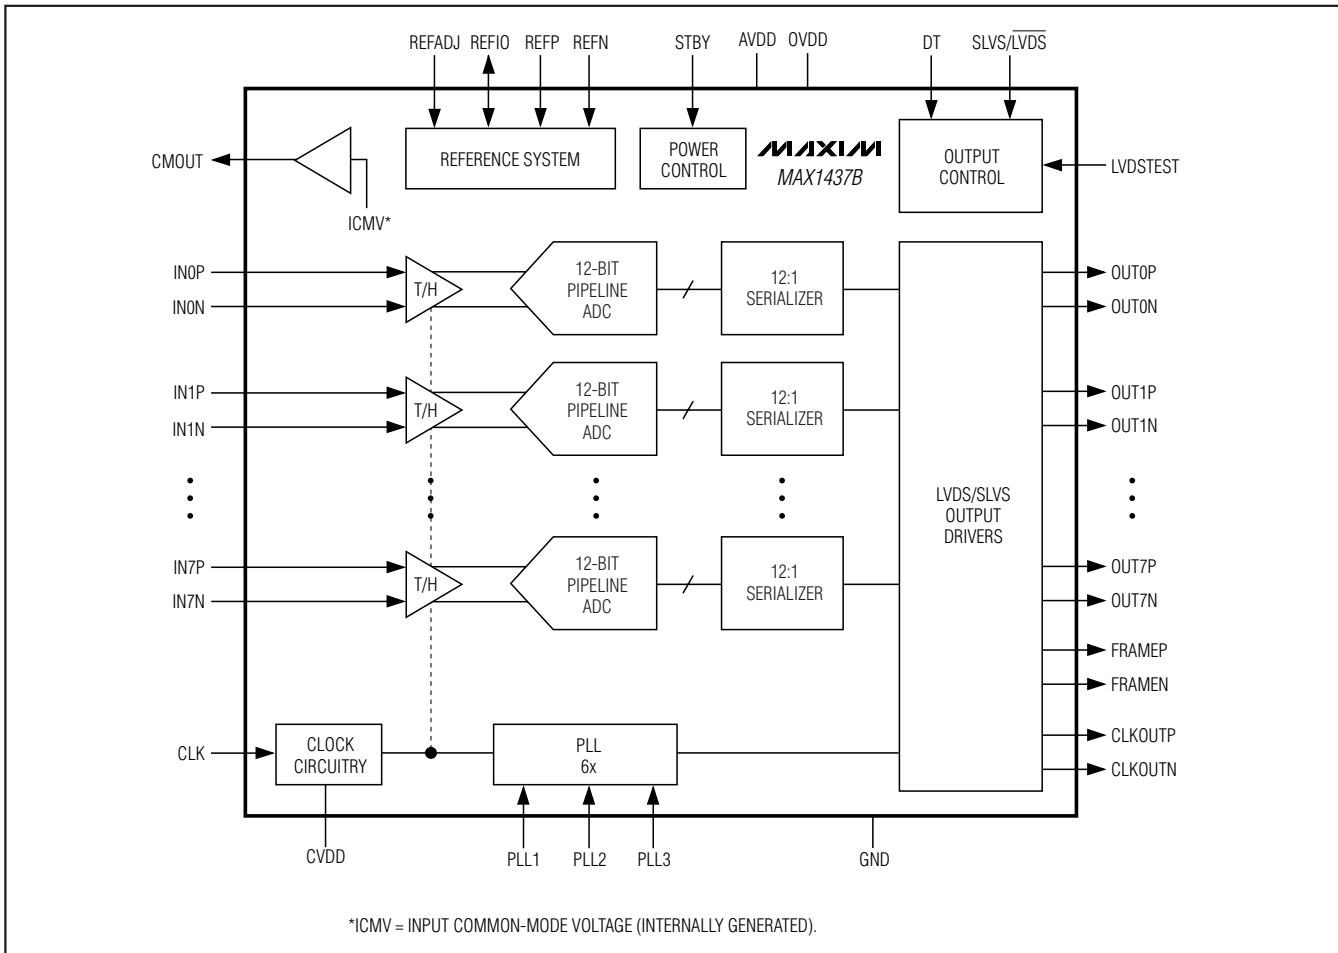 REFADJ REFIO REFP REFN STBY AVDD OVDD DT SLVS/LVDS
CMOUT
ICMV*
REFERENCE SYSTEM
POWER
CONTROL
MAXIM
MAX1437B
OUTPUT
CONTROL
LVDSTEST
IN0P
IN0N
T/H
12-BIT
PIPELINE
ADC
12:1
SERIALIZER
OUT0P
OUT0N
IN1P
IN1N
T/H
12-BIT
PIPELINE
ADC
12:1
SERIALIZER
OUT1P
OUT1N
LVDS/SLVS
OUTPUT
DRIVERS
IN7P
IN7N
T/H
12-BIT
PIPELINE
ADC
12:1
SERIALIZER
OUT7P
OUT7N
FRAMEP
FRAMEN
CLK
CLOCK
CIRCUITRY
PLL
6x
CLKOUTP
CLKOUTN
CVDD
PLL1 PLL2 PLL3
GND
*ICMV = INPUT COMMON-MODE VOLTAGE (INTERNALLY GENERATED).